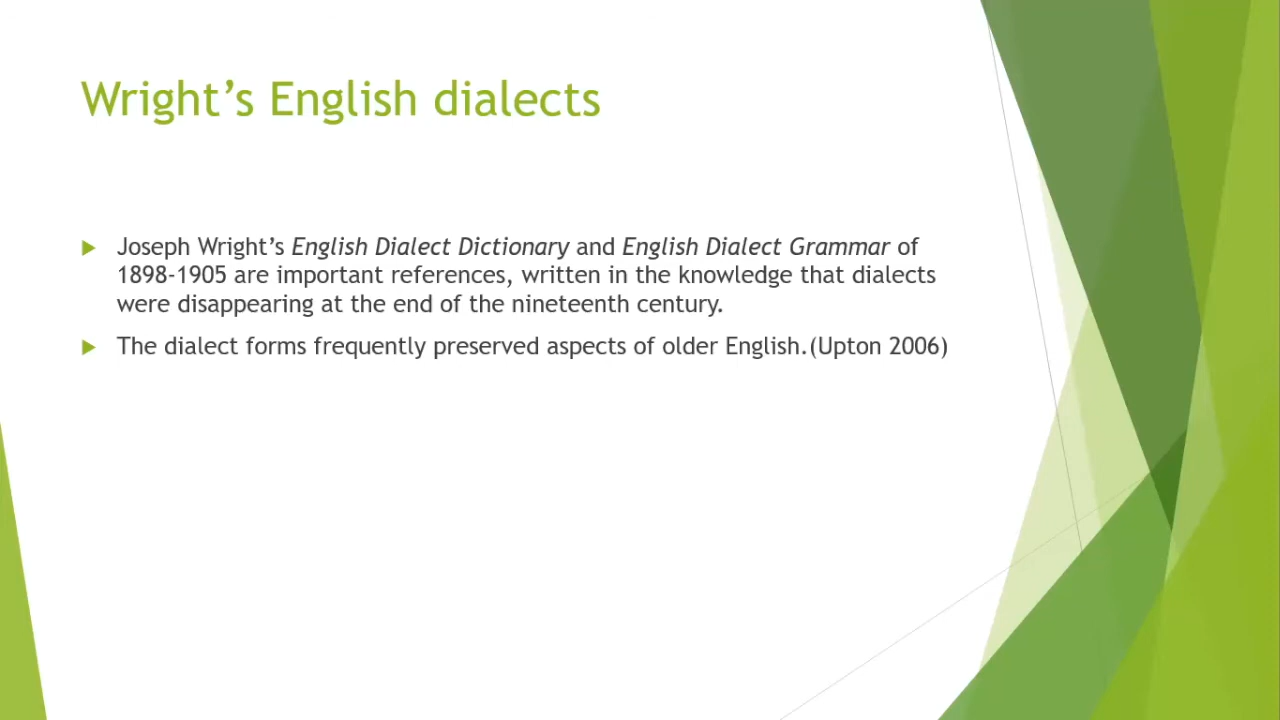 Wright’s English dialects
Joseph Wright’s English Dialect Dictionary and English Dialect Grammar of
1898-1905 are important references, written in the knowledge that dialects
were disappearing at the end of the nineteenth century.
The dialect forms frequently preserved aspects of older English.(Upton 2006)